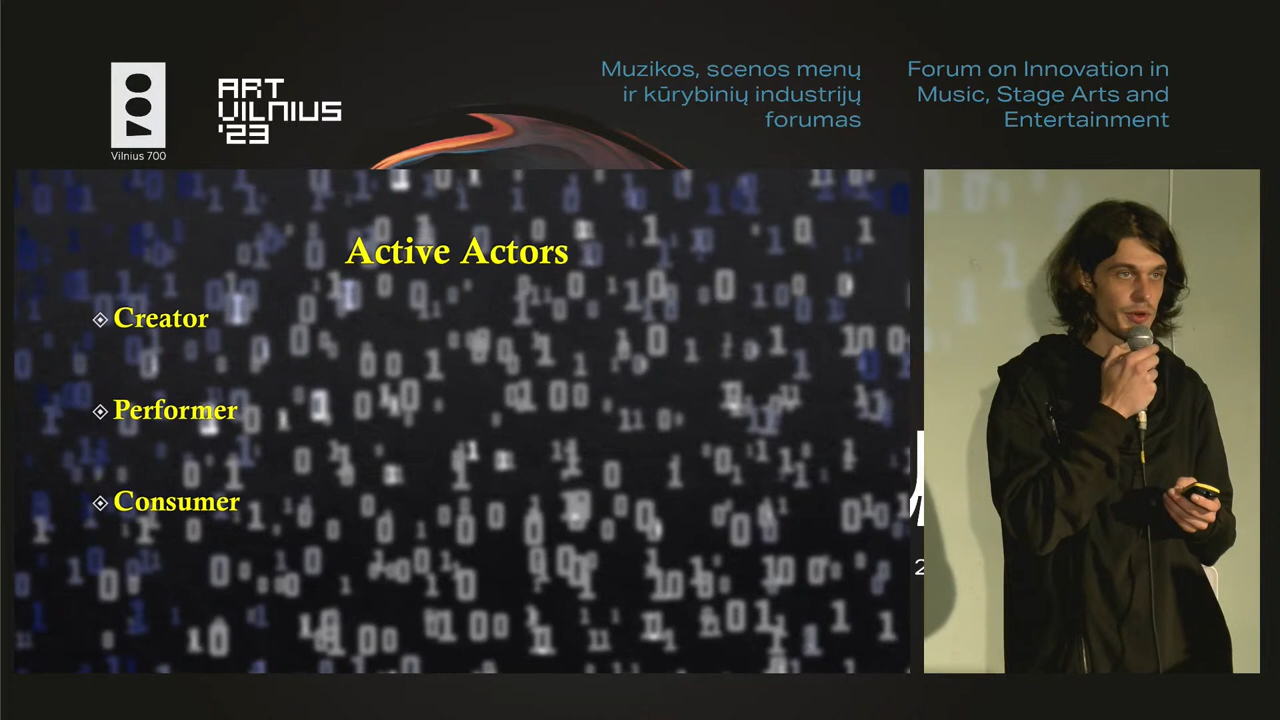 Vilnius 700
ART
VILNIUS
'23
Muzikos, scenos menų
ir kūrybinių industrijų
forumas
Forum on Innovation in
Music, Stage Arts and
Entertainment
Active Actors
Creator
Performer
Consumer